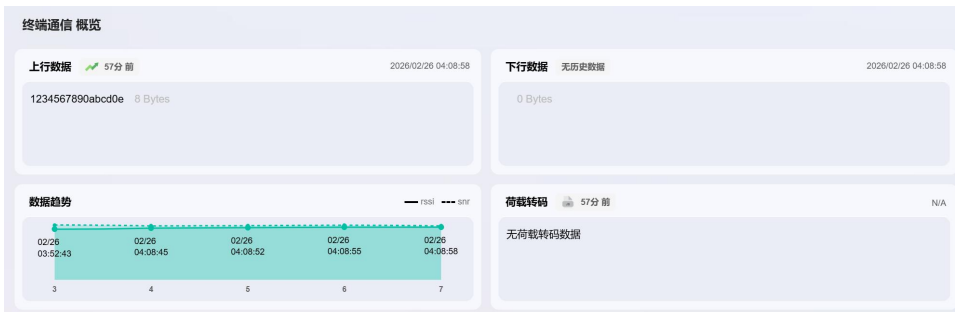 终端通信 概览
上行数据 57分 前 2026/02/26 04:08:58
1234567890abcd0e 8 Bytes
下行数据 无历史数据 2026/02/26 04:08:58
0 Bytes
数据趋势 rssi snr
02/26 03:52:43
02/26 04:08:45
02/26 04:08:52
02/26 04:08:55
02/26 04:08:58
3 4 5 6 7
荷载转码 57分 前 N/A
无荷载转码数据